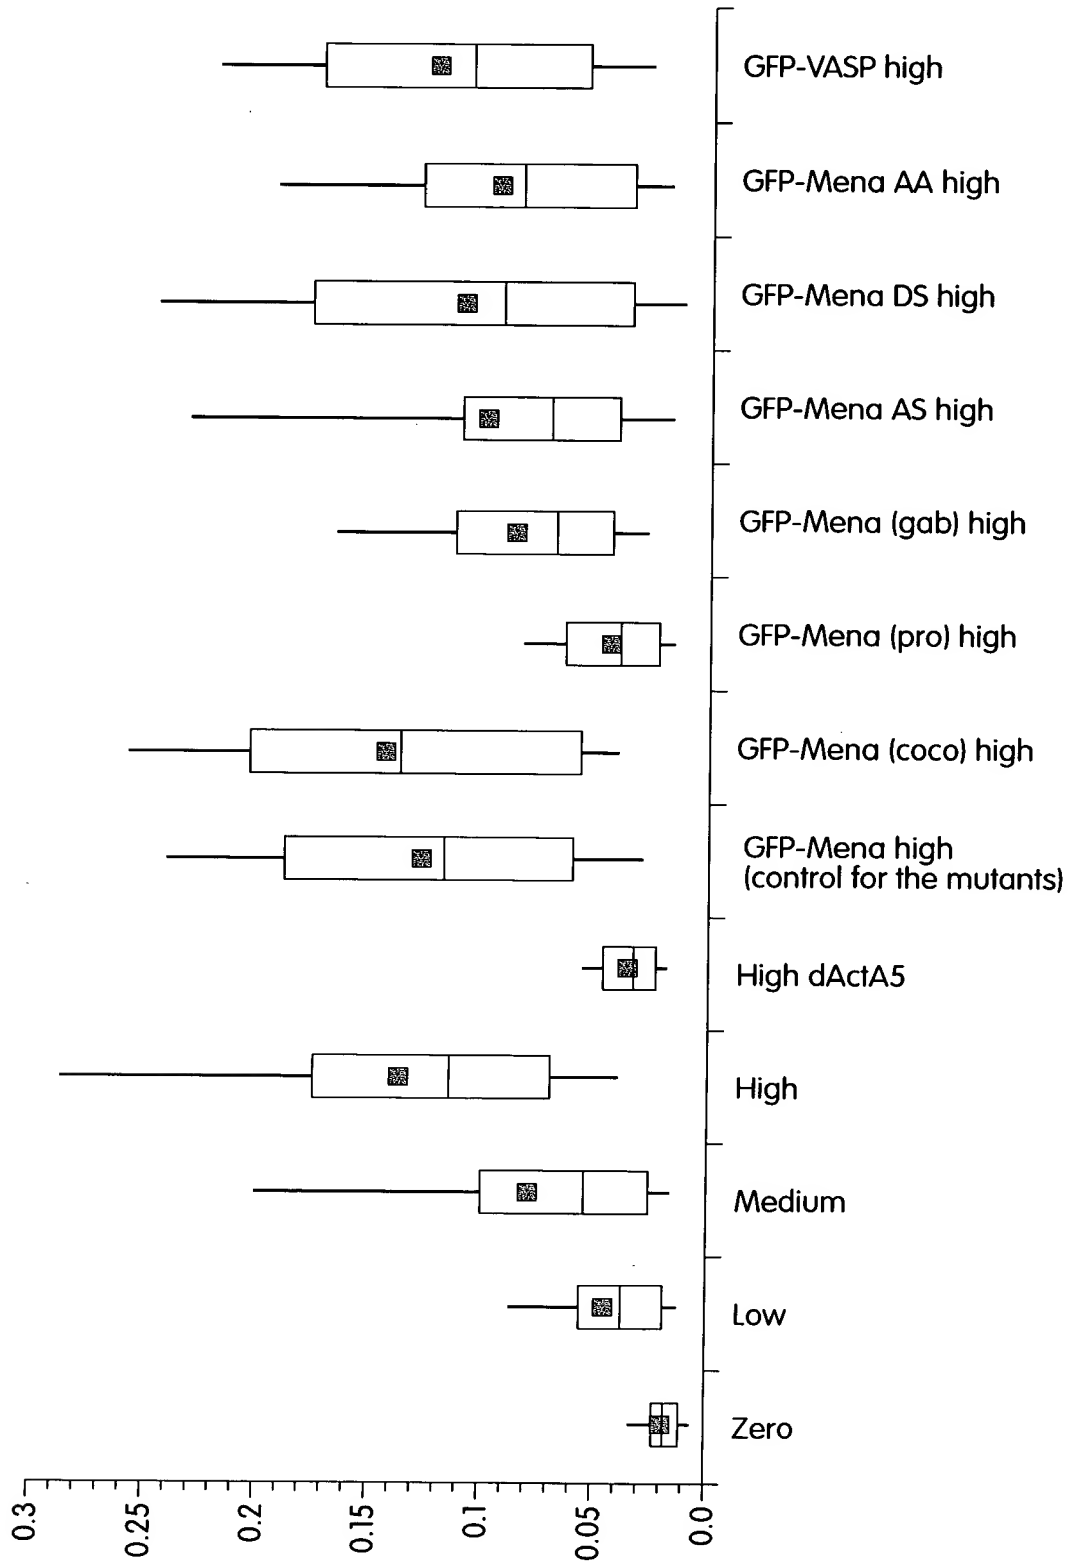 GFP-VASP high
GFP-Mena AA high
GFP-Mena DS high
GFP-Mena AS high
GFP-Mena (gab) high
GFP-Mena (pro) high
GFP-Mena (coco) high
GFP-Mena high
(control for the mutants)
High dActA5
High
Medium
Low
Zero
0.3
0.25
0.2
0.15
0.1
0.05
0.0